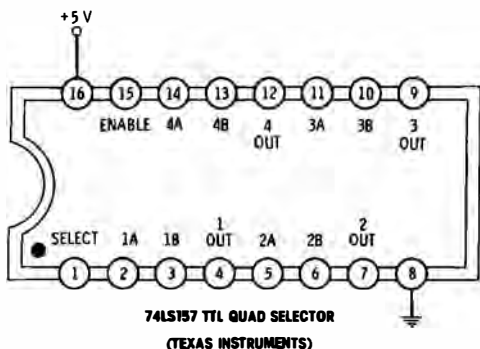 +5 V
16 15 14 13 12 11 10 9
ENABLE 4A 4B 4 OUT 3A 3B 3 OUT
SELECT 1A 1B 1 OUT 2A 2B 2 OUT
1 2 3 4 5 6 7 8
74LS157 TTL QUAD SELECTOR
(TEXAS INSTRUMENTS)